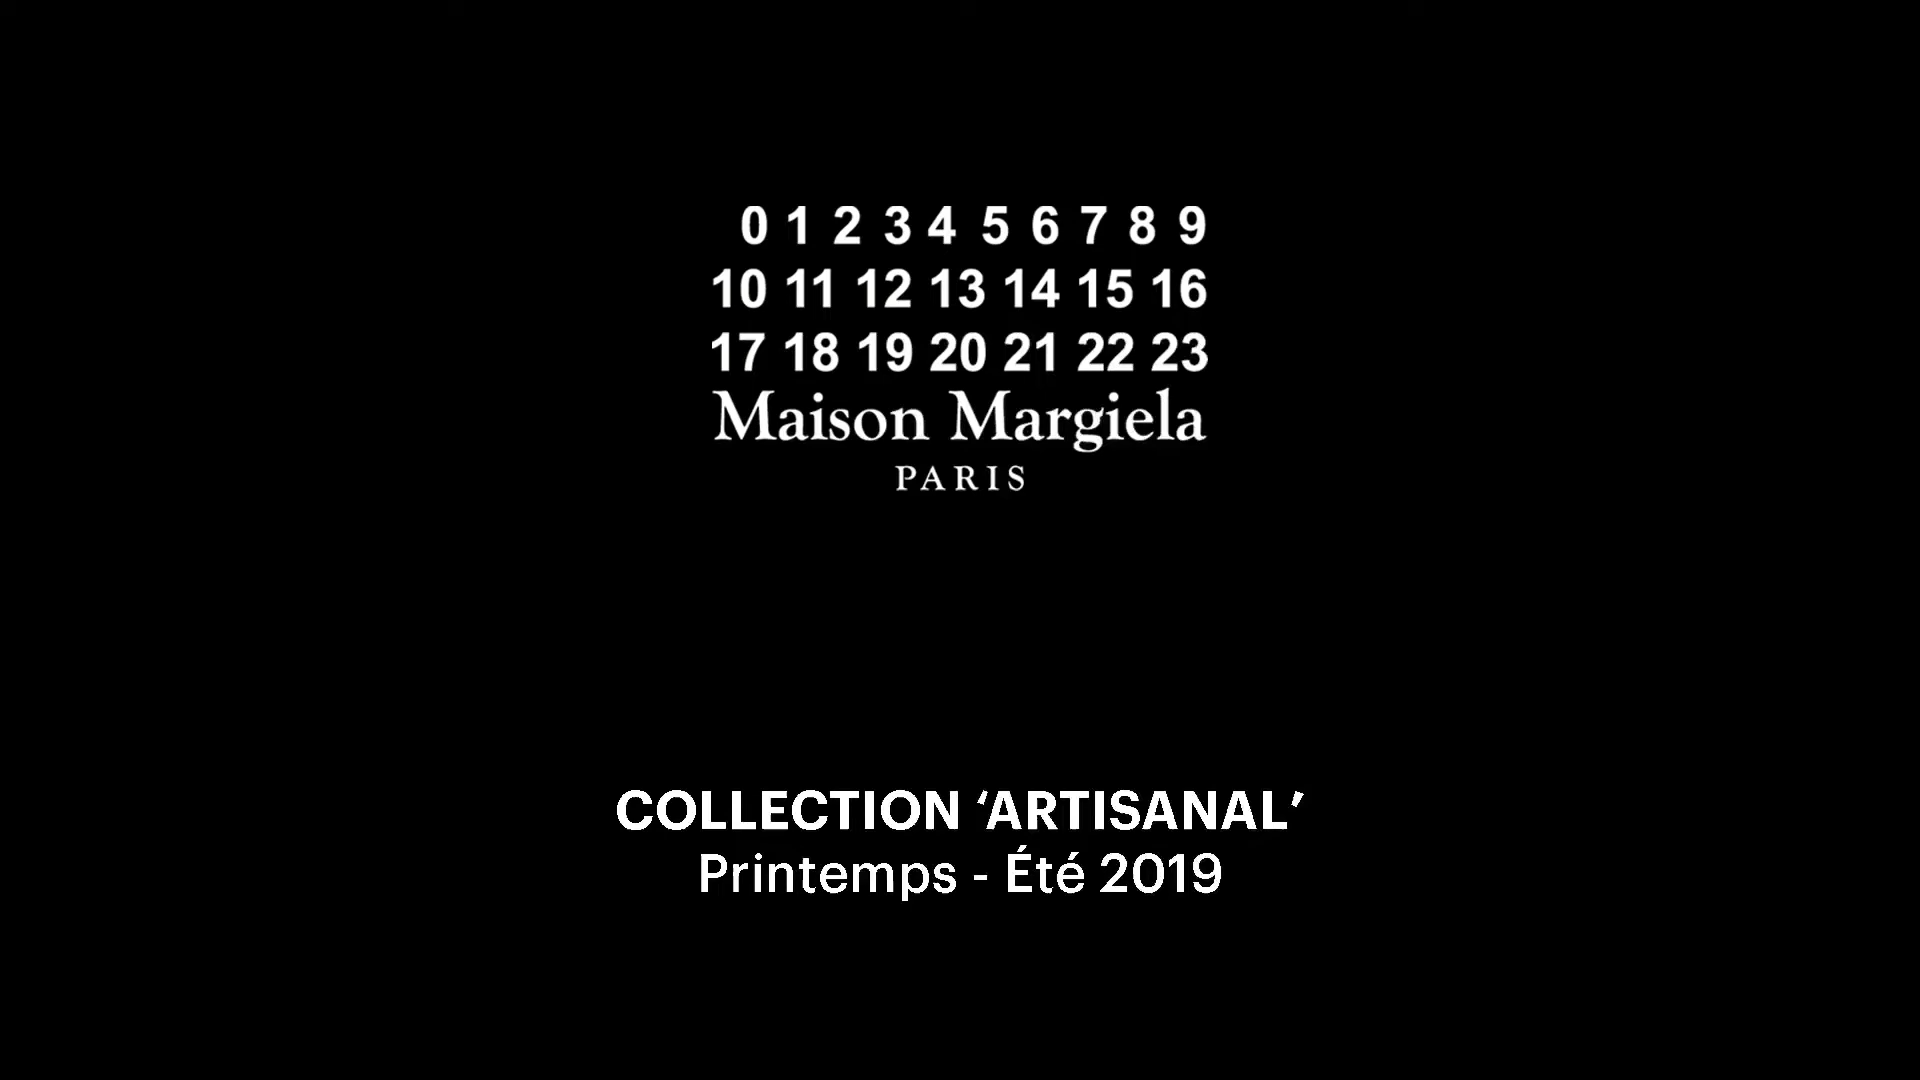 0 1 2 3 4 5 6 7 8 9
10 11 12 13 14 15 16
17 18 19 20 21 22 23
Maison Margiela
PARIS
COLLECTION ‘ARTISANAL’
Printemps - Été 2019